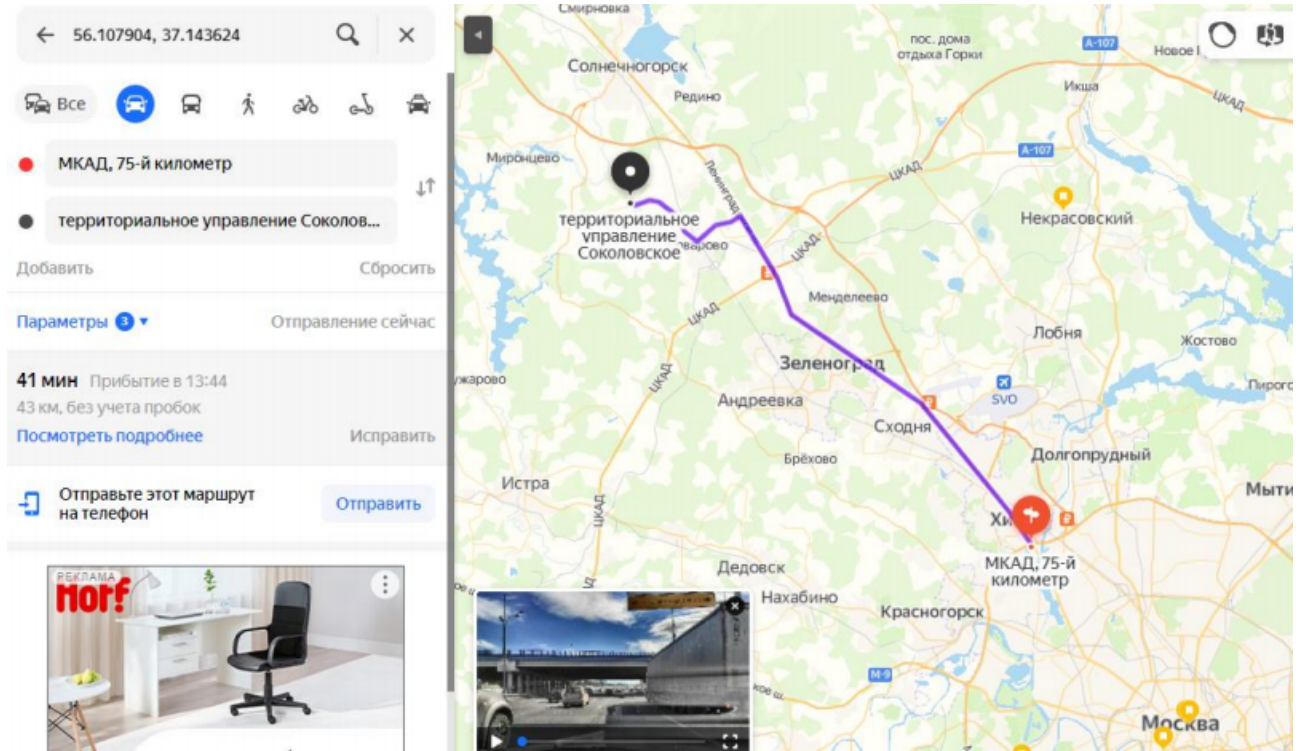 56.107904, 37.143624
Все
МКАД, 75-й километр
территориальное управление Соколов...
Добавить
Сбросить
Параметры 3
Отправление сейчас
41 мин Прибытие в 13:44
43 км, без учета пробок
Посмотреть подробнее
Исправить
Отправьте этот маршрут
на телефон
Отправить
РЕКЛАМА
Hoff
Смирновка
Солнечногорск
Редино
пос. дома
отдыха Горки
А-107
Икша
ЦКАД
Миронцево
Ленинград
ЦКАД
А-107
Некрасовский
территориальное
управление
Соколовское
ЦКАД
Менделеево
ЦКАД
Лобня
Жостово
Зеленоград
ЦКАД
Андреевка
SVO
Сходня
Брёхово
Долгопрудный
Истра
ЦКАД
МКАД, 75-й
километр
Дедовск
Нахабино
Красногорск
М-9
Москва